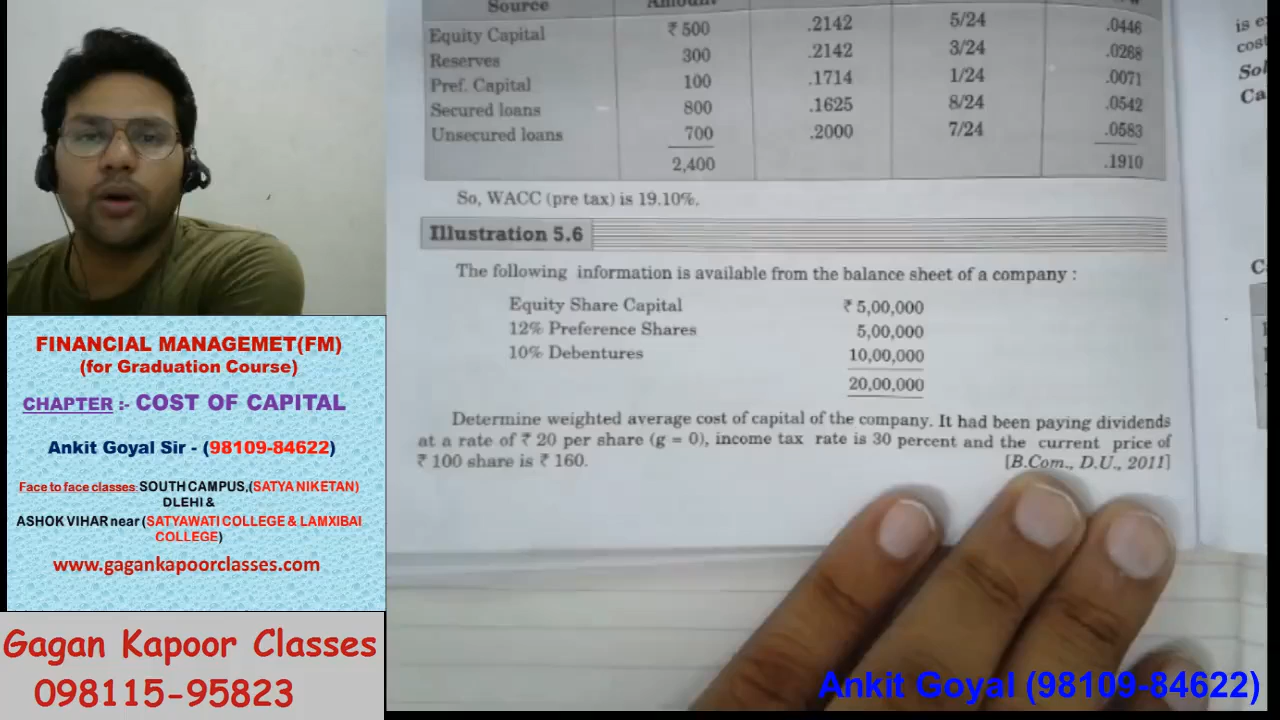 Source Amount
Equity Capital ₹ 500 .2142 5/24 .0446
Reserves 300 .2142 3/24 .0268
Pref. Capital 100 .1714 1/24 .0071
Secured loans 800 .1625 8/24 .0542
Unsecured loans 700 .2000 7/24 .0583
2,400 .1910
So, WACC (pre tax) is 19.10%.
Illustration 5.6
The following information is available from the balance sheet of a company :
Equity Share Capital ₹ 5,00,000
12% Preference Shares 5,00,000
10% Debentures 10,00,000
20,00,000
Determine weighted average cost of capital of the company. It had been paying dividends
at a rate of ₹ 20 per share (g = 0), income tax rate is 30 percent and the current price of
₹ 100 share is ₹ 160. [B.Com., D.U., 2011]
is
cost
Sol
Ca
FINANCIAL MANAGEMET(FM)
(for Graduation Course)
CHAPTER :- COST OF CAPITAL
Ankit Goyal Sir - (98109-84622)
Face to face classes: SOUTH CAMPUS,(SATYA NIKETAN)
DLEHI &
ASHOK VIHAR near (SATYAWATI COLLEGE & LAMXIBAI
COLLEGE)
www.gagankapoorclasses.com
Gagan Kapoor Classes
098115-95823
Ankit Goyal (98109-84622)